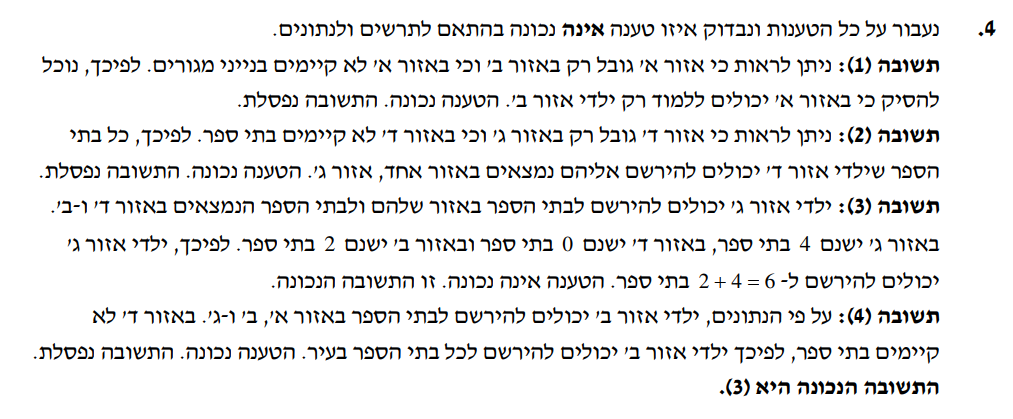 4. נעבור על כל הטענות ונבדוק איזו טענה אינה נכונה בהתאם לתרשים ולנתונים.
תשובה (1): ניתן לראות כי אזור א׳ גובל רק באזור ב׳ וכי באזור א׳ לא קיימים בנייני מגורים. לפיכך, נוכל
להסיק כי באזור א׳ יכולים ללמוד רק ילדי אזור ב׳. הטענה נכונה. התשובה נפסלת.
תשובה (2): ניתן לראות כי אזור ד׳ גובל רק באזור ג׳ וכי באזור ד׳ לא קיימים בתי ספר. לפיכך, כל בתי
הספר שילדי אזור ד׳ יכולים להירשם אליהם נמצאים באזור אחד, אזור ג׳. הטענה נכונה. התשובה נפסלת.
תשובה (3): ילדי אזור ג׳ יכולים להירשם לבתי הספר באזור שלהם ולבתי הספר הנמצאים באזור ד׳ ו-ב׳.
באזור ג׳ ישנם 4 בתי ספר, באזור ד׳ ישנם 0 בתי ספר ובאזור ב׳ ישנם 2 בתי ספר. לפיכך, ילדי אזור ג׳
יכולים להירשם ל- 2 + 4 = 6 בתי ספר. הטענה אינה נכונה. זו התשובה הנכונה.
תשובה (4): על פי הנתונים, ילדי אזור ב׳ יכולים להירשם לבתי הספר באזור א׳, ב׳ ו-ג׳. באזור ד׳ לא
קיימים בתי ספר, לפיכך ילדי אזור ב׳ יכולים להירשם לכל בתי הספר בעיר. הטענה נכונה. התשובה נפסלת.
התשובה הנכונה היא (3).